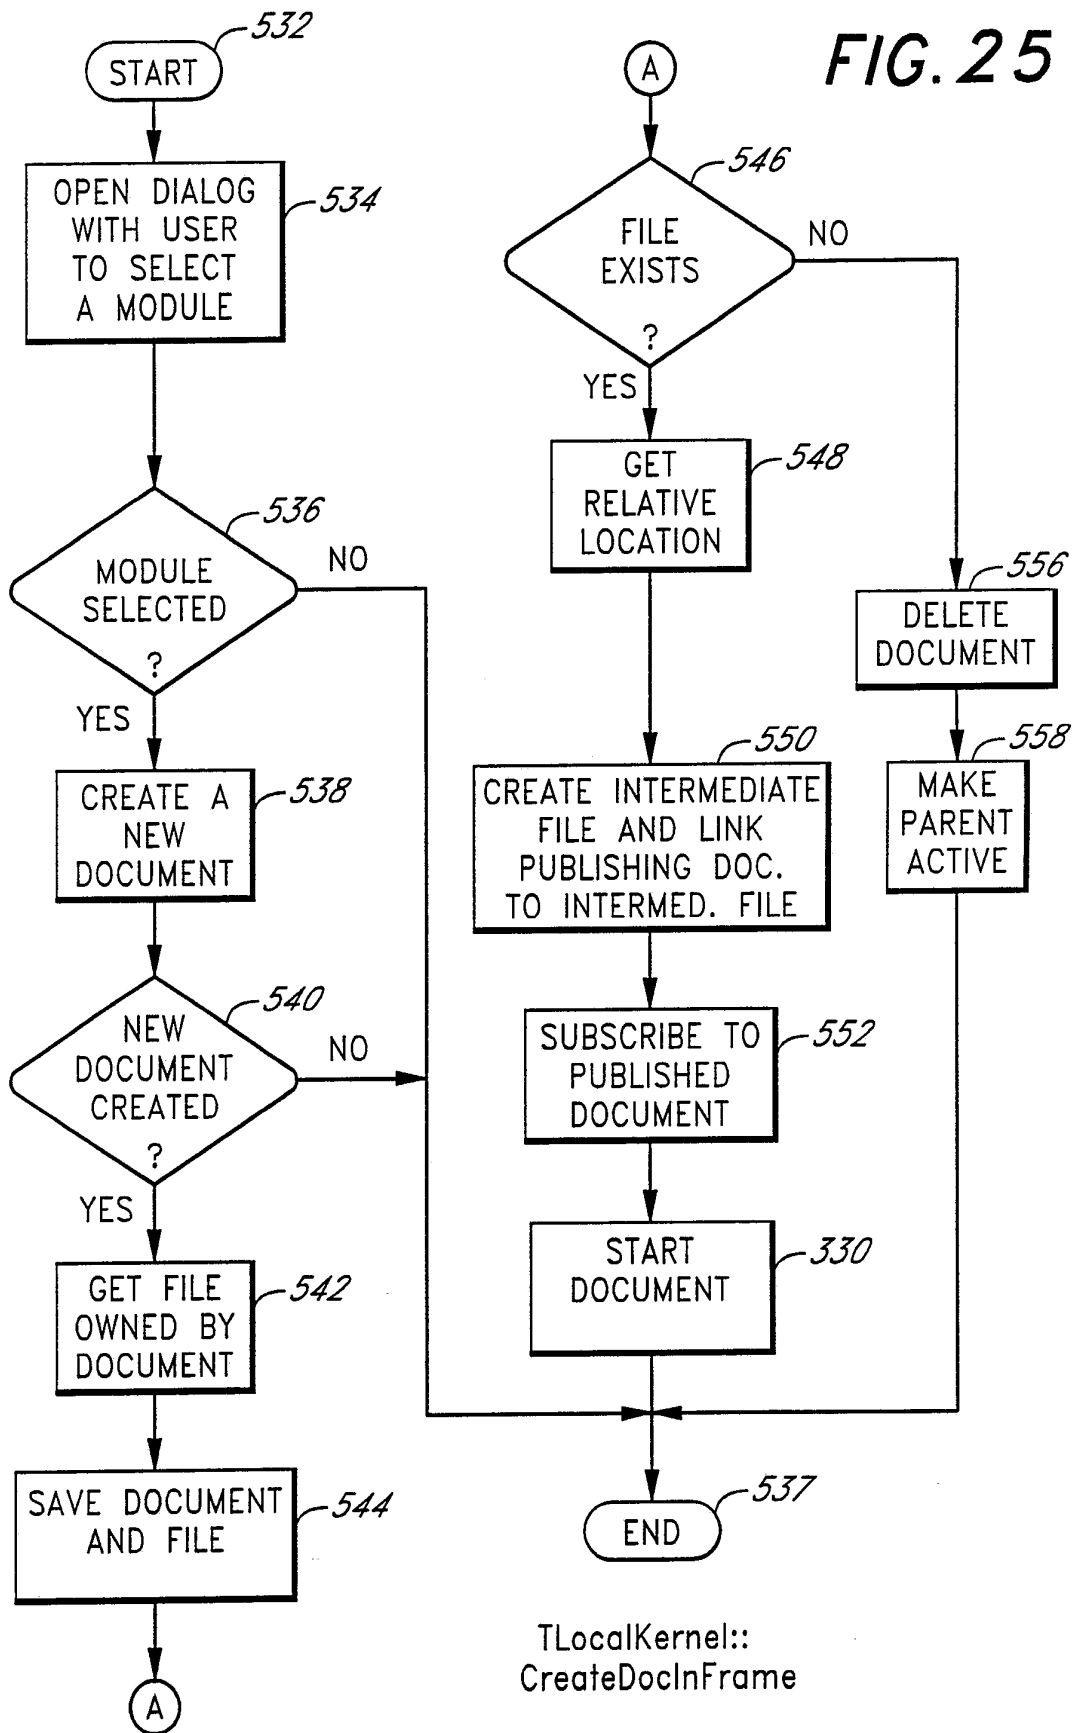 FIG. 25
START
532
OPEN DIALOG
WITH USER
TO SELECT
A MODULE
534
MODULE
SELECTED
?
536
NO
YES
CREATE A
NEW
DOCUMENT
538
NEW
DOCUMENT
CREATED
?
540
NO
YES
GET FILE
OWNED BY
DOCUMENT
542
SAVE DOCUMENT
AND FILE
544
A
A
FILE
EXISTS
?
546
NO
YES
GET
RELATIVE
LOCATION
548
CREATE INTERMEDIATE
FILE AND LINK
PUBLISHING DOC.
TO INTERMED. FILE
550
SUBSCRIBE TO
PUBLISHED
DOCUMENT
552
START
DOCUMENT
330
DELETE
DOCUMENT
556
MAKE
PARENT
ACTIVE
558
END
537
TLocalKernel::
CreateDocInFrame